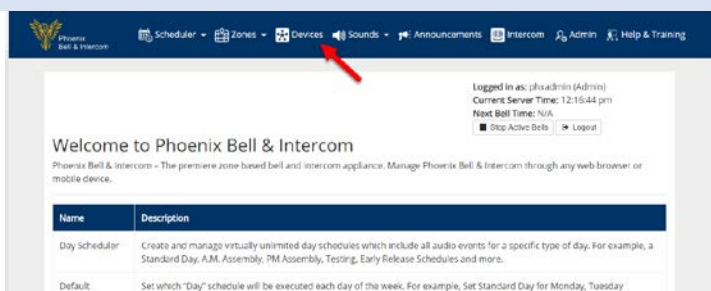 Phoenix
Bell & Intercom
Scheduler
Zones
Devices
Sounds
Announcements
Intercom
Admin
Help & Training
Logged in as: phxadmin (Admin)
Current Server Time: 12:16:44 pm
Next Bell Time: N/A
Stop Active Bells
Logout
Welcome to Phoenix Bell & Intercom
Phoenix Bell & Intercom – The premiere zone based bell and intercom appliance. Manage Phoenix Bell & Intercom through any web browser or
mobile device.
Name Description
Day Scheduler Create and manage virtually unlimited day schedules which include all audio events for a specific type of day. For example, a
Standard Day, A.M. Assembly, PM Assembly, Testing, Early Release Schedules and more.
Default Set which "Day" schedule will be executed each day of the week. For example, Set Standard Day for Monday, Tuesday